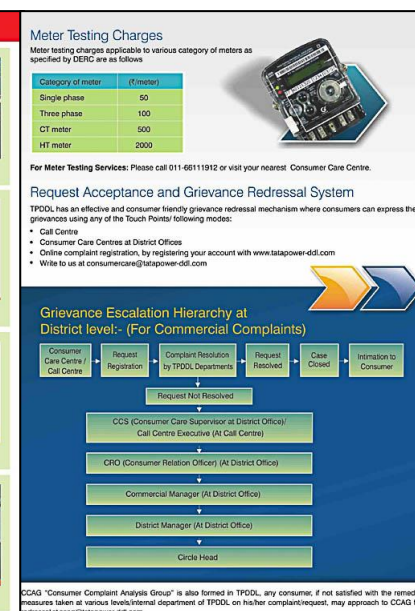 Meter Testing Charges
Meter testing charges applicable to various category of meters as
specified by DERC are as follows
Category of meter (₹/meter)
Single phase 50
Three phase 100
CT meter 500
HT meter 2000
For Meter Testing Services: Please call 011-66111912 or visit your nearest Consumer Care Centre.
Request Acceptance and Grievance Redressal System
TPDDL has an effective and consumer friendly grievance redressal mechanism where consumers can express the
grievances using any of the Touch Points/ following modes:
• Call Centre
• Consumer Care Centres at District Offices
• Online complaint registration, by registering your account with www.tatapower-ddl.com
• Write to us at consumercare@tatapower-ddl.com
Grievance Escalation Hierarchy at
District level:- (For Commercial Complaints)
Consumer Care Centre / Call Centre
Request Registration
Complaint Resolution by TPDDL Departments
Request Resolved
Case Closed
Intimation to Consumer
Request Not Resolved
CCS (Consumer Care Supervisor at District Office)/
Call Centre Executive (At Call Centre)
CRO (Consumer Relation Officer) (At District Office)
Commercial Manager (At District Office)
District Manager (At District Office)
Circle Head
CCAG "Consumer Complaint Analysis Group" is also formed in TPDDL, any consumer, if not satisfied with the
measures taken at various levels/internal department of TPDDL on his/her complaint/request, may approach to CCAG